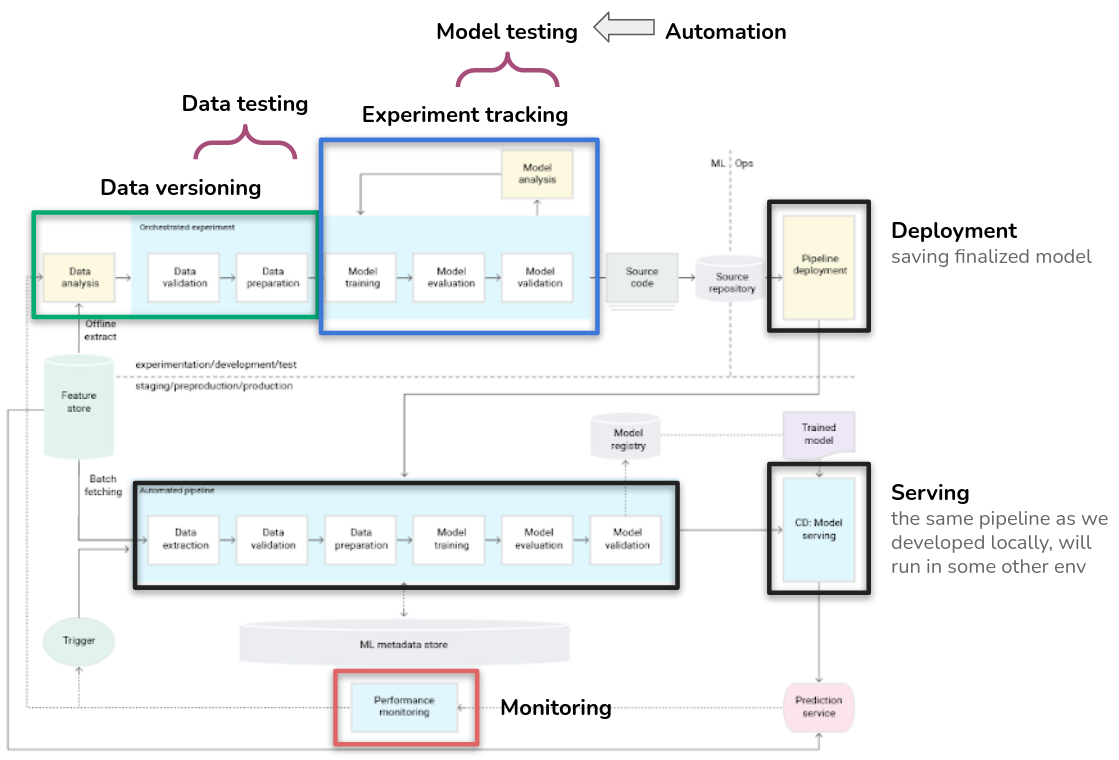 Model testing
Automation
Data testing
Experiment tracking
Data versioning
Model
analysis
ML
Ops
Orchestrated experiment
Data
analysis
Data
validation
Data
preparation
Model
training
Model
evaluation
Model
validation
Source
code
Source
repository
Pipeline
deployment
Deployment
saving finalized model
Offline
extract
experimentation/development/test
staging/preproduction/production
Feature
store
Model
registry
Trained
model
Batch
fetching
Automated pipeline
Data
extraction
Data
validation
Data
preparation
Model
training
Model
evaluation
Model
validation
CD: Model
serving
Serving
the same pipeline as we
developed locally, will
run in some other env
Trigger
ML metadata store
Performance
monitoring
Monitoring
Prediction
service